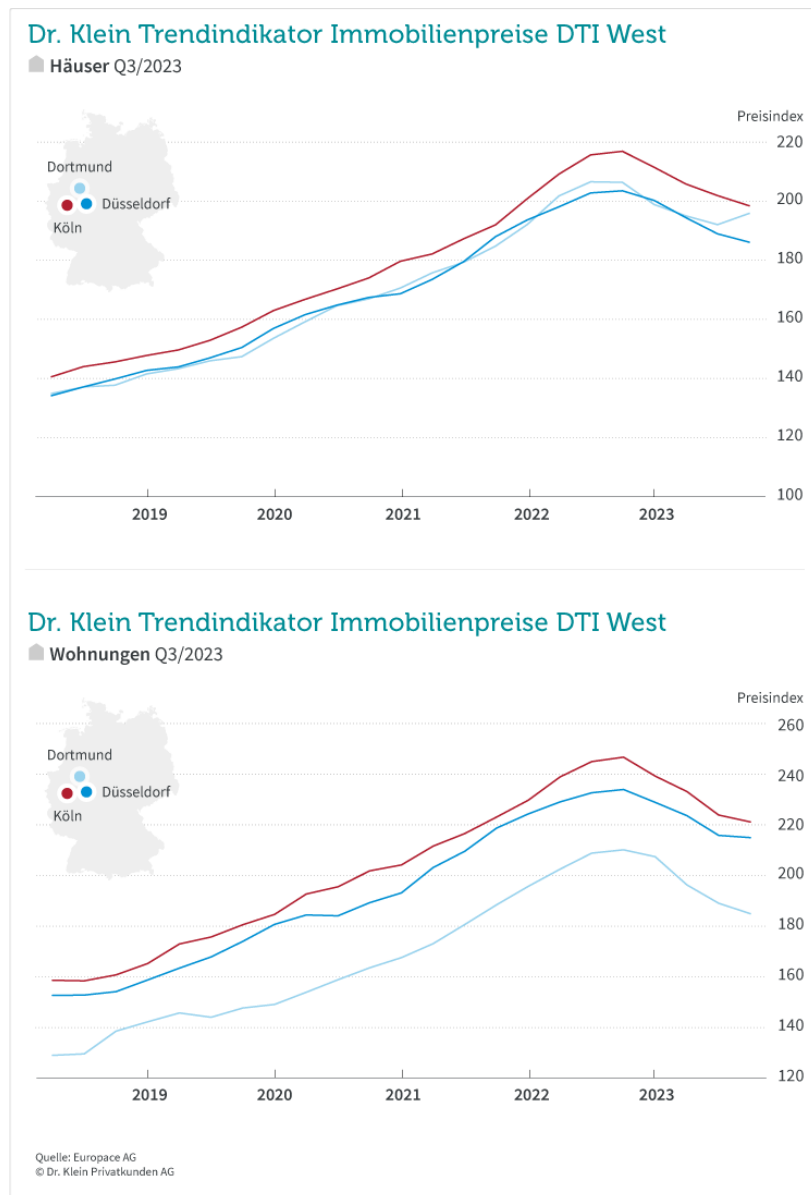 Dr. Klein Trendindikator Immobilienpreise DTI West
Häuser Q3/2023
Preisindex
220
Dortmund
Düsseldorf
Köln
200
180
160
140
120
100
2019 2020 2021 2022 2023
Dr. Klein Trendindikator Immobilienpreise DTI West
Wohnungen Q3/2023
Preisindex
260
Dortmund
240
Düsseldorf
Köln
220
200
180
160
140
120
2019 2020 2021 2022 2023
Quelle: Europace AG
© Dr. Klein Privatkunden AG